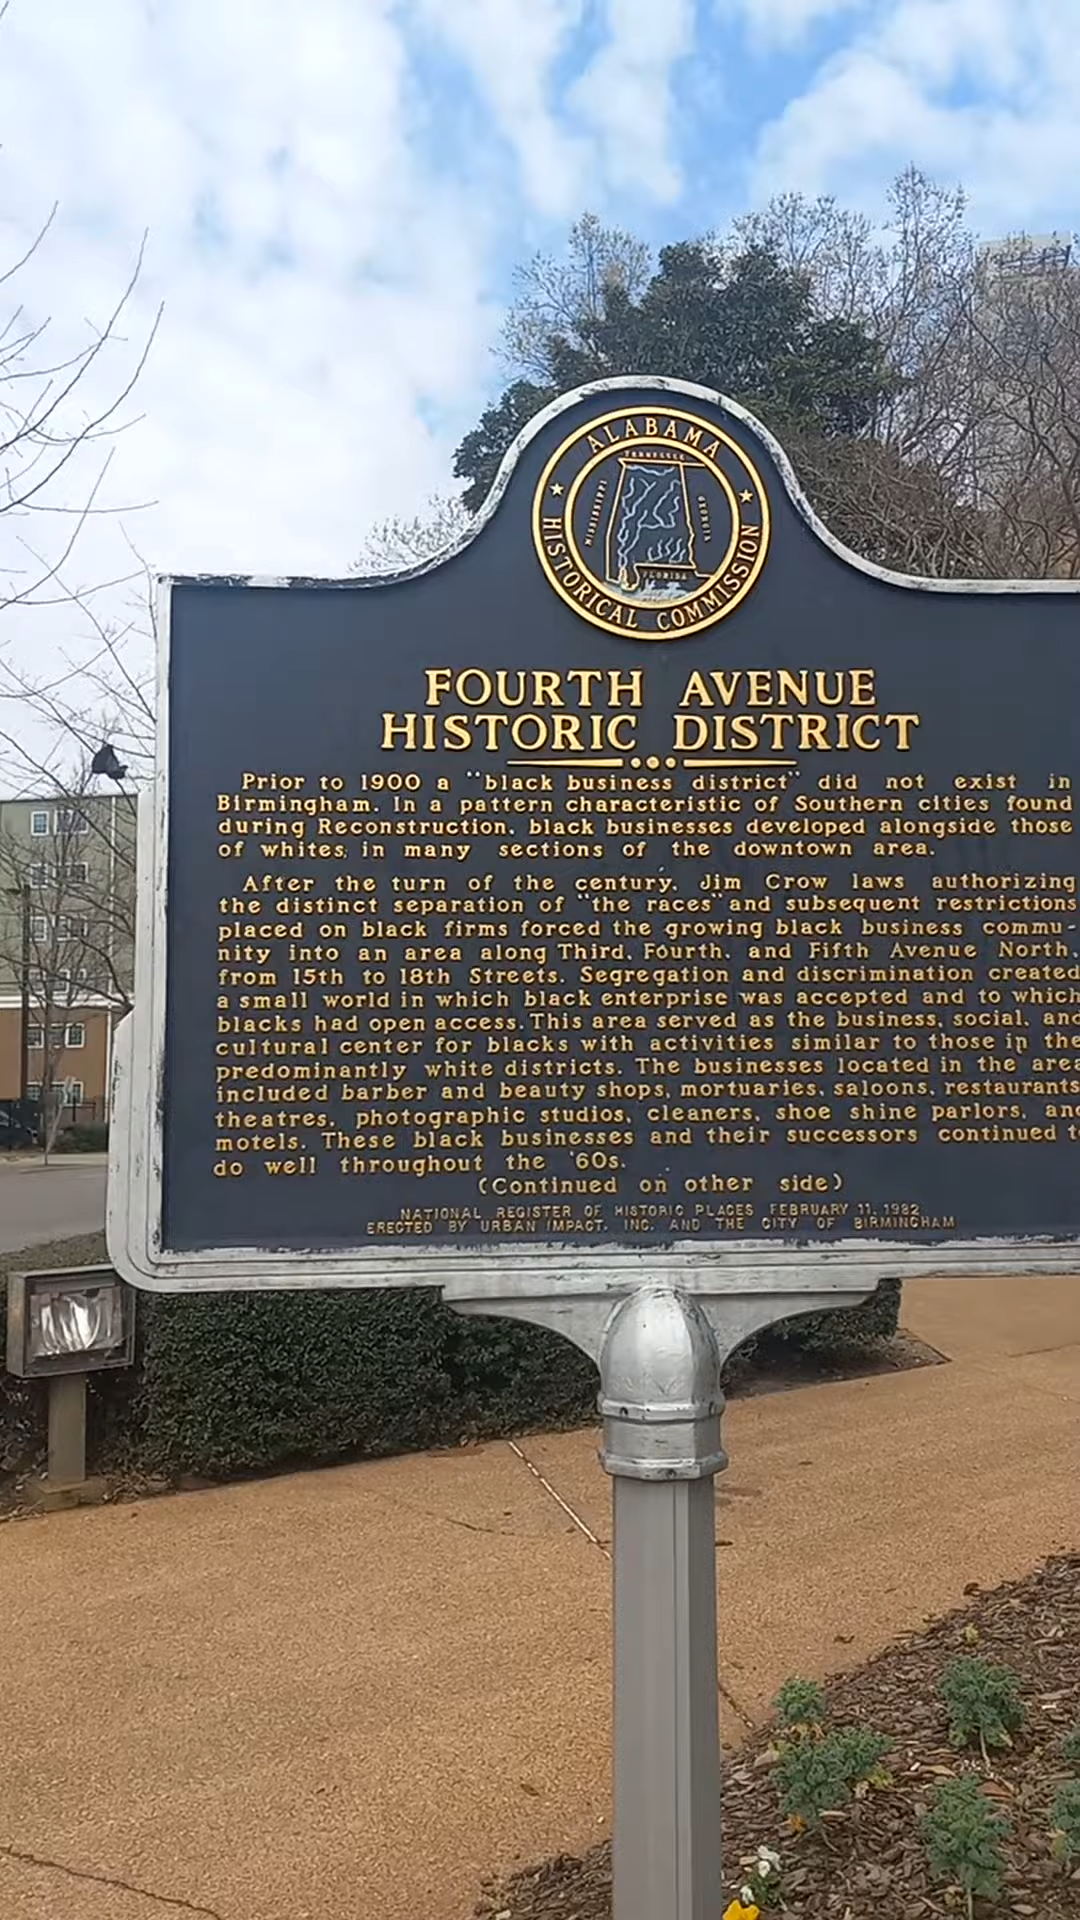 ALABAMA
HISTORICAL COMMISSION
TENNESSEE
MISSISSIPPI
GEORGIA
FLORIDA
FOURTH AVENUE
HISTORIC DISTRICT
Prior to 1900 a "black business district" did not exist in
Birmingham. In a pattern characteristic of Southern cities found
during Reconstruction, black businesses developed alongside those
of whites, in many sections of the downtown area.
After the turn of the century, Jim Crow laws authorizing
the distinct separation of "the races" and subsequent restrictions
placed on black firms forced the growing black business commu-
nity into an area along Third, Fourth, and Fifth Avenue North,
from 15th to 18th Streets. Segregation and discrimination created
a small world in which black enterprise was accepted and to which
blacks had open access. This area served as the business, social, and
cultural center for blacks with activities similar to those in the
predominantly white districts. The businesses located in the area
included barber and beauty shops, mortuaries, saloons, restaurants
theatres, photographic studios, cleaners, shoe shine parlors, and
motels. These black businesses and their successors continued to
do well throughout the '60s.
(Continued on other side)
NATIONAL REGISTER OF HISTORIC PLACES FEBRUARY 11, 1982
ERECTED BY URBAN IMPACT, INC. AND THE CITY OF BIRMINGHAM